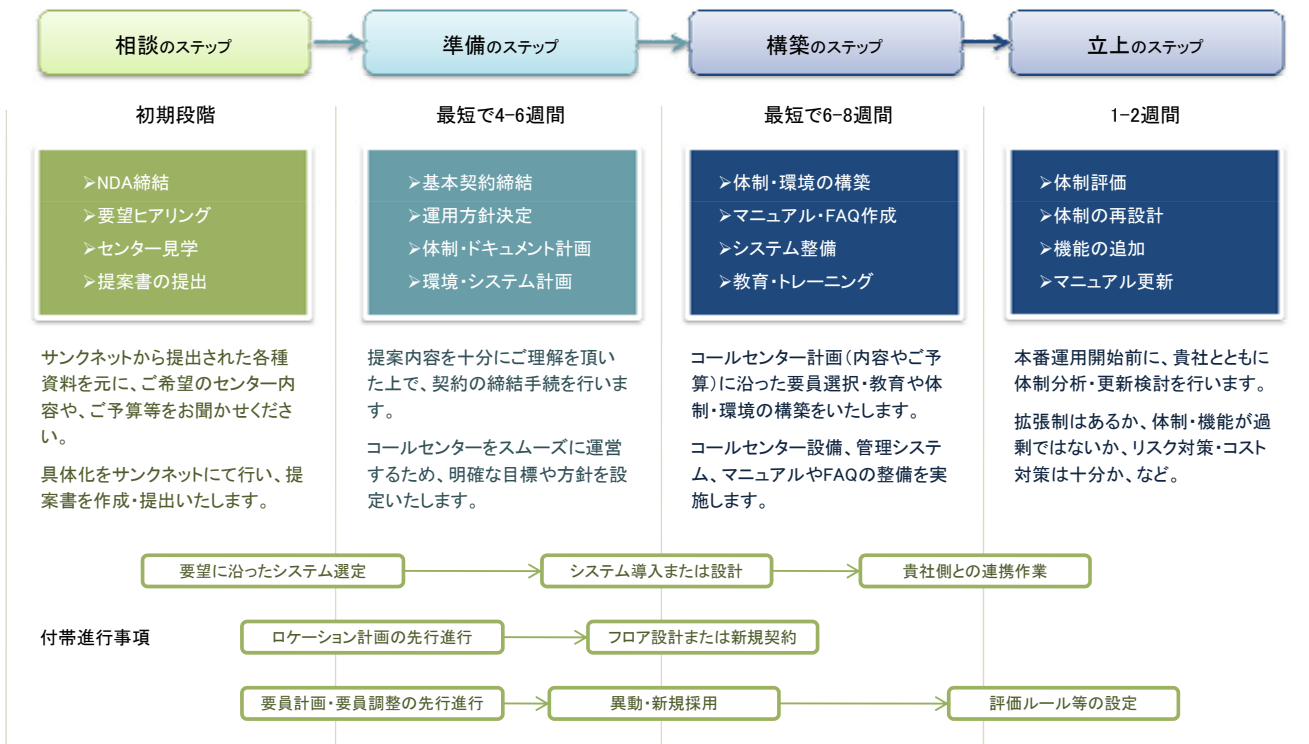 相談のステップ
準備のステップ
構築のステップ
立上のステップ
初期段階
最短で4-6週間
最短で6-8週間
1-2週間
➢NDA締結
➢要望ヒアリング
➢センター見学
➢提案書の提出
➢基本契約締結
➢運用方針決定
➢体制・ドキュメント計画
➢環境・システム計画
➢体制・環境の構築
➢マニュアル・FAQ作成
➢システム整備
➢教育・トレーニング
➢体制評価
➢体制の再設計
➢機能の追加
➢マニュアル更新
サンクネットから提出された各種
資料を元に、ご希望のセンター内
容や、ご予算等をお聞かせくださ
い。
具体化をサンクネットにて行い、提
案書を作成・提出いたします。
提案内容を十分にご理解を頂い
た上で、契約の締結手続を行いま
す。
コールセンターをスムーズに運営
するため、明確な目標や方針を設
定いたします。
コールセンター計画（内容やご予
算）に沿った要員選択・教育や体
制・環境の構築をいたします。
コールセンター設備、管理システ
ム、マニュアルやFAQの整備を実
施します。
本番運用開始前に、貴社とともに
体制分析・更新検討を行います。
拡張制はあるか、体制・機能が過
剰ではないか、リスク対策・コスト
対策は十分か、など。
要望に沿ったシステム選定
システム導入または設計
貴社側との連携作業
付帯進行事項
ロケーション計画の先行進行
フロア設計または新規契約
要員計画・要員調整の先行進行
異動・新規採用
評価ルール等の設定